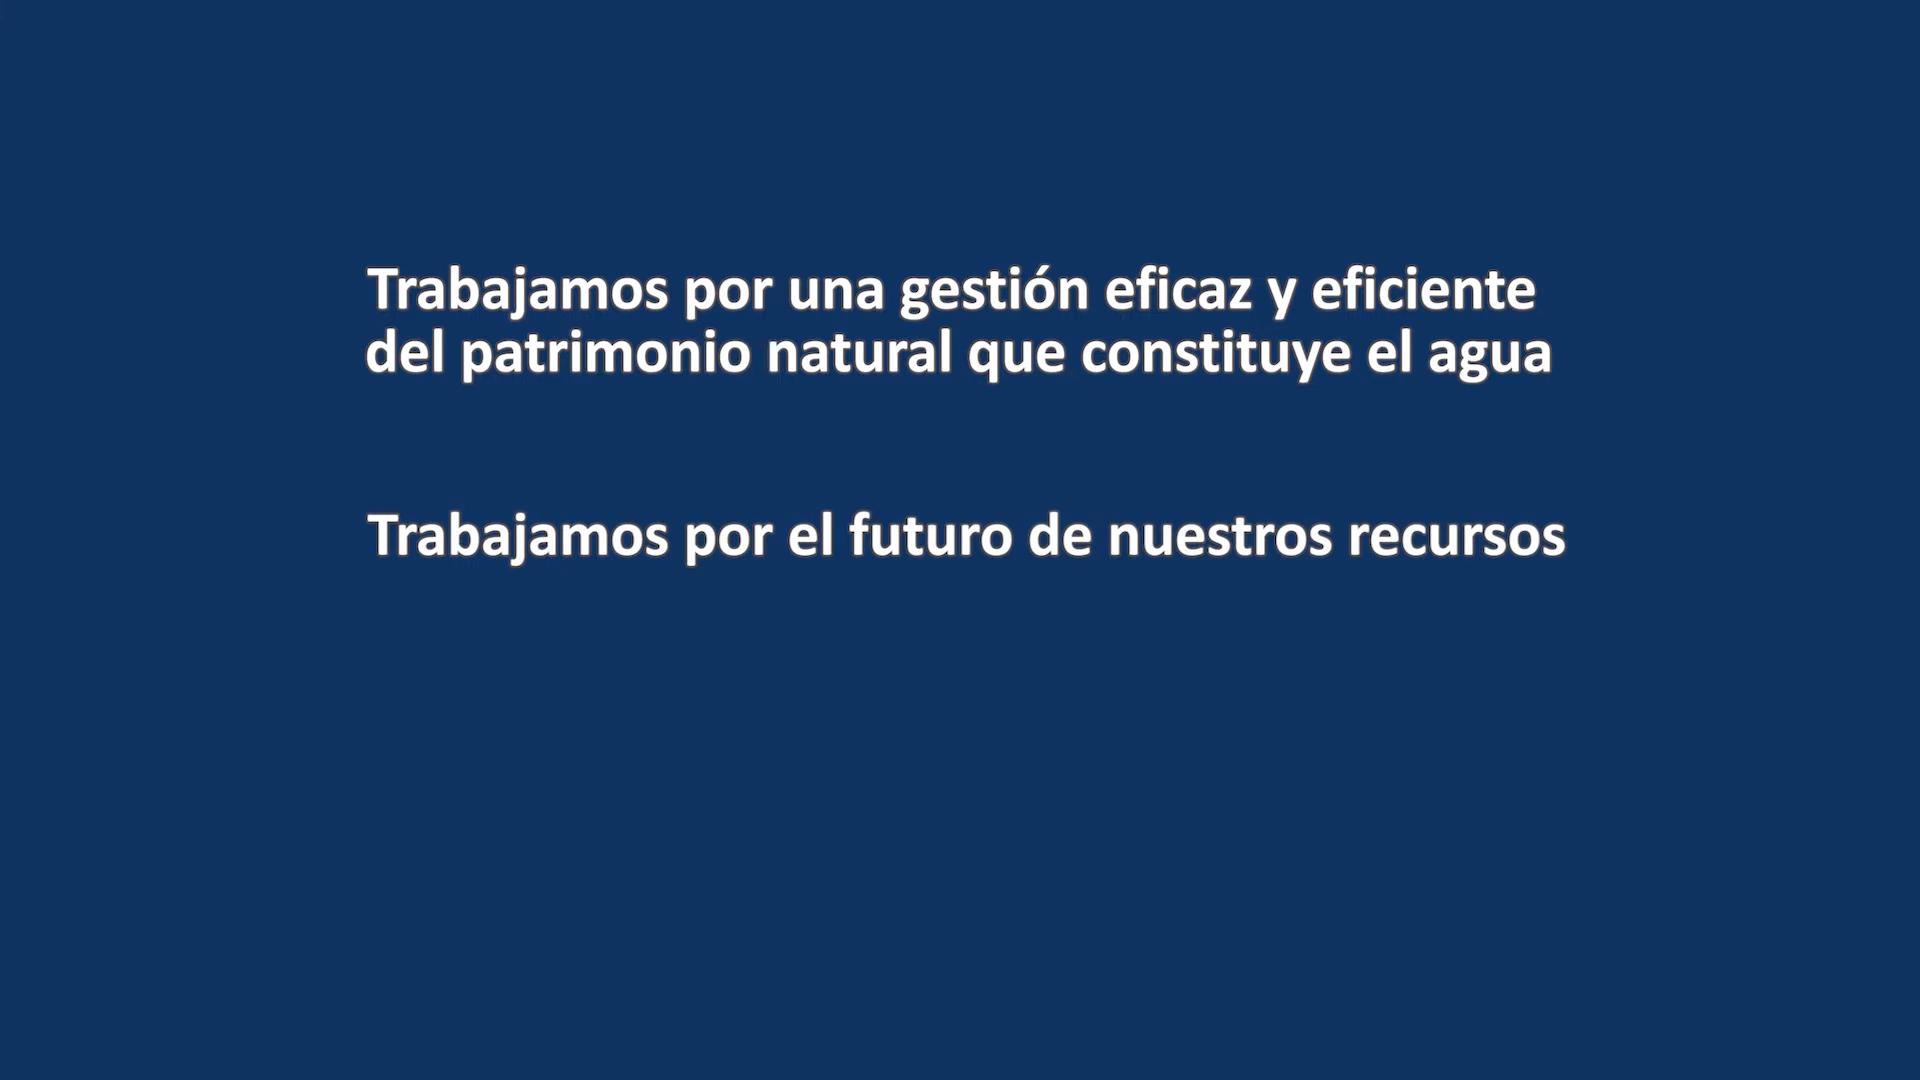 Trabajamos por una gestión eficaz y eficiente
del patrimonio natural que constituye el agua
Trabajamos por el futuro de nuestros recursos